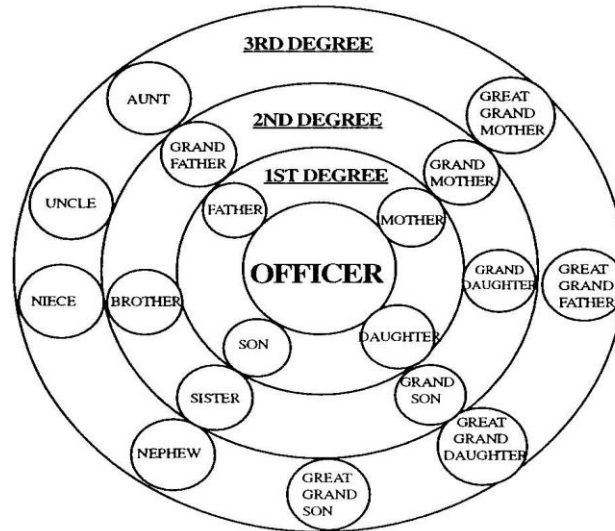 3RD DEGREE
AUNT
GREAT
GRAND
MOTHER
2ND DEGREE
GRAND
FATHER
GRAND
MOTHER
1ST DEGREE
UNCLE
FATHER
MOTHER
OFFICER
GRAND
DAUGHTER
GREAT
GRAND
FATHER
NIECE
BROTHER
SON
DAUGHTER
SISTER
GRAND
SON
NEPHEW
GREAT
GRAND
DAUGHTER
GREAT
GRAND
SON